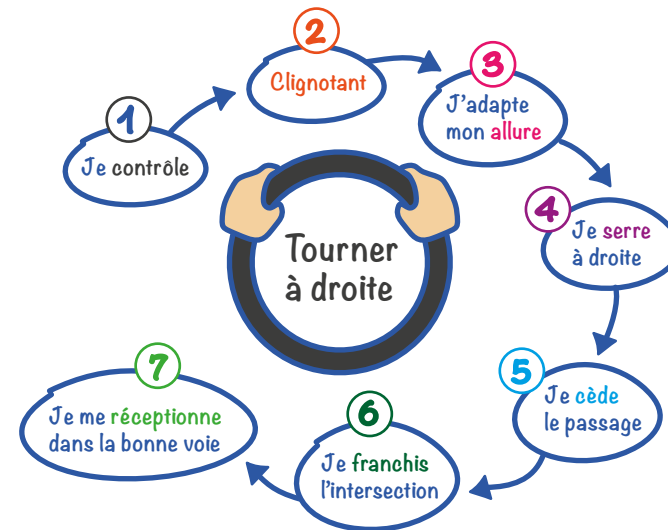 1
Je contrôle
2
Clignotant
3
J'adapte
mon allure
4
Je serre
à droite
5
Je cède
le passage
6
Je franchis
l'intersection
7
Je me réceptionne
dans la bonne voie
Tourner
à droite